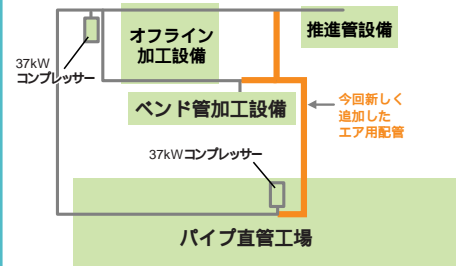 オフライン
加工設備
推進管設備
37kW
コンプレッサー
ベンド管加工設備
今回新しく
追加した
エア用配管
37kWコンプレッサー
パイプ直管工場